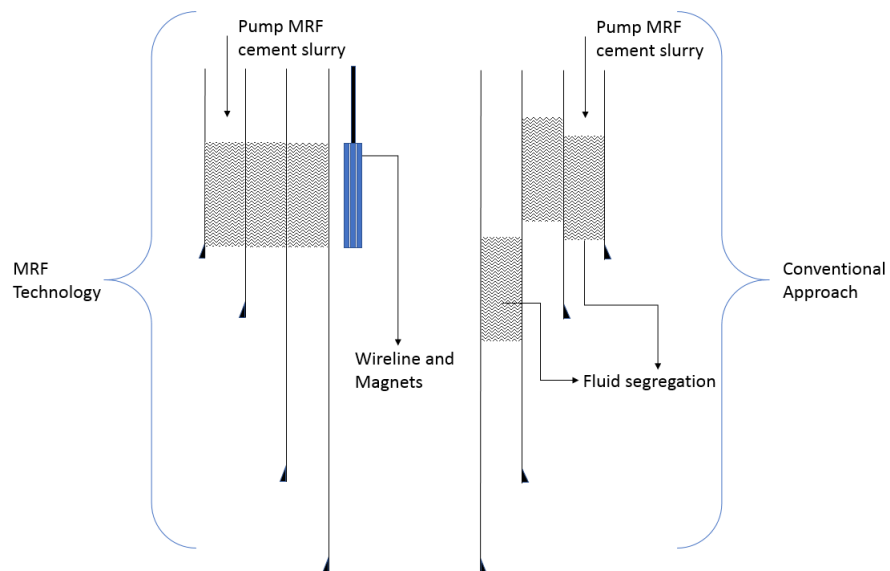 Pump MRF
cement slurry
Pump MRF
cement slurry
MRF
Technology
Conventional
Approach
Wireline and
Magnets
Fluid segregation